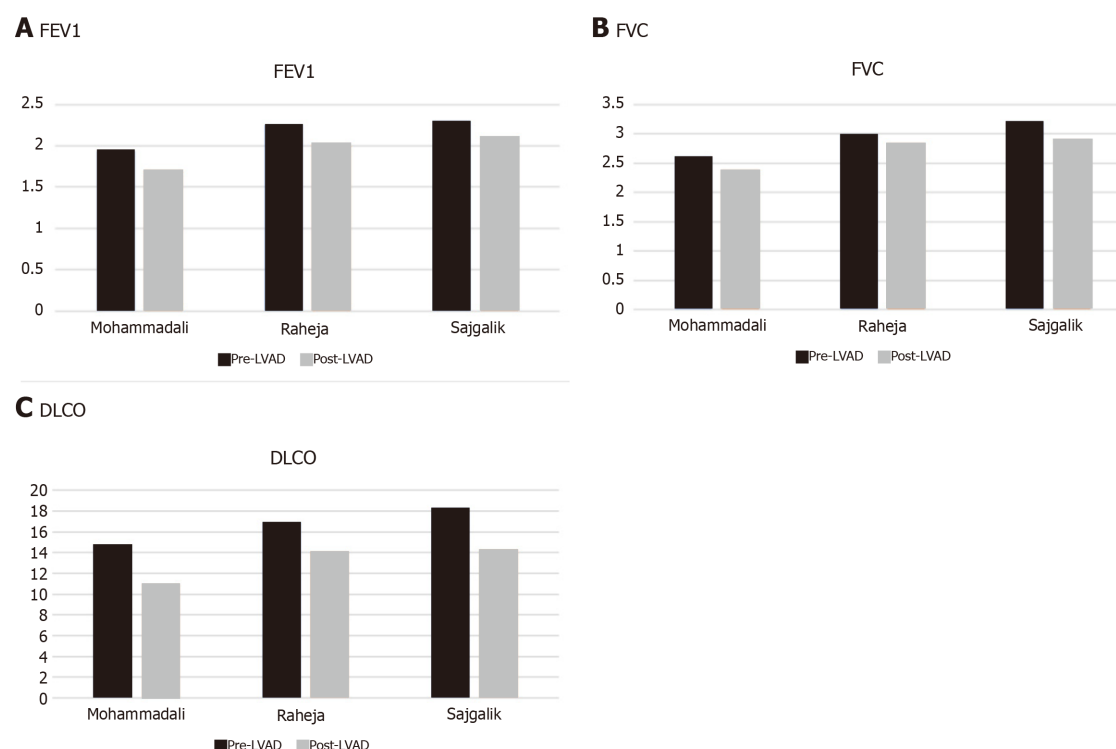 A FEV1
FEV1
2.5
2
1.5
1
0.5
0
Mohammadali Raheja Sajgalik
Pre-LVAD Post-LVAD
B FVC
FVC
3.5
3
2.5
2
1.5
1
0.5
0
Mohammadali Raheja Sajgalik
Pre-LVAD Post-LVAD
C DLCO
DLCO
20
18
16
14
12
10
8
6
4
2
0
Mohammadali Raheja Sajgalik
Pre-LVAD Post-LVAD